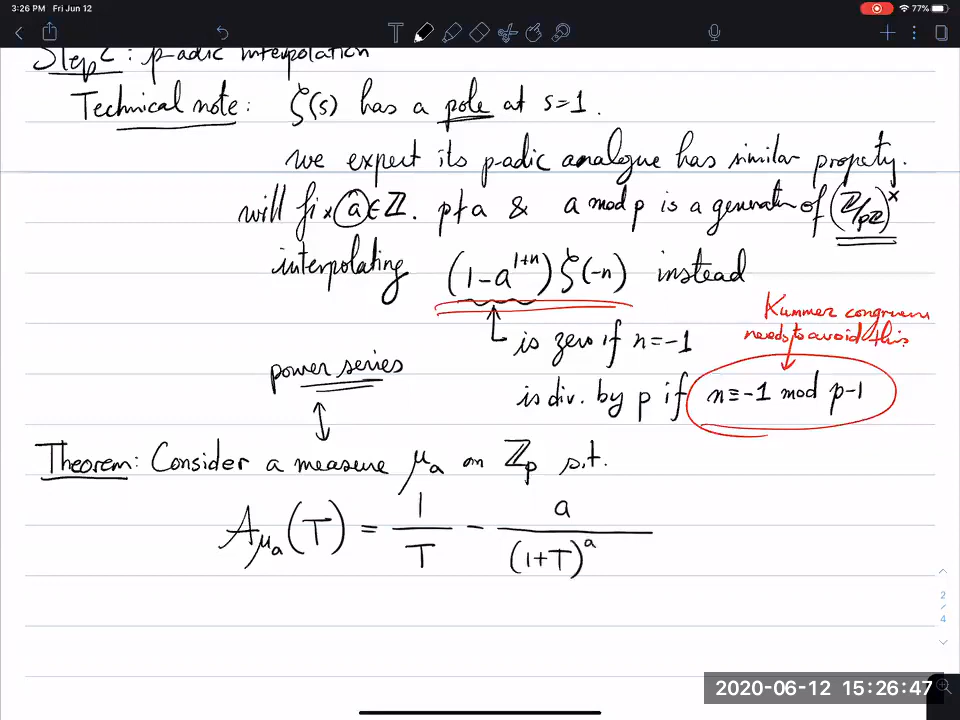 3:26 PM Fri Jun 12
77%
Step 2: p-adic interpolation
Technical note: ζ(s) has a pole at s=1.
we expect its p-adic analogue has similar property.
will fix a∈ℤ. p∤a & a mod p is a generator of (ℤ/pℤ)^×
interpolating (1-a^{1+n}) ζ(-n) instead
Kummer congruence
needs to avoid this
is zero if n=-1
power series
is div. by p if n≡-1 mod p-1
Theorem: Consider a measure μ_a on ℤ_p s.t.
A_{μ_a}(T) = 1/T - a/(1+T)^a
2
/
4
2020-06-12 15:26:47